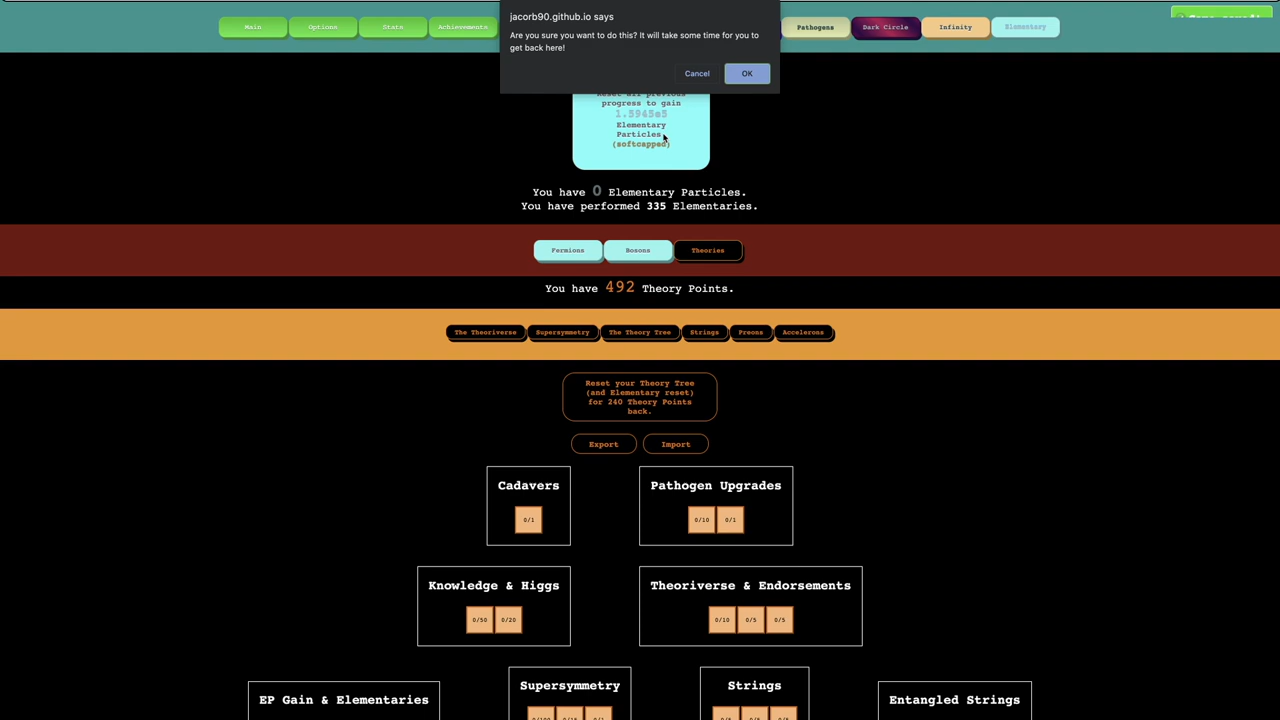 jacorb90.github.io says
Are you sure you want to do this? It will take some time for you to
get back here!
Cancel OK
Main Options Stats Achievements Pathogens Dark Circle Infinity Elementary
Reset all previous
progress to gain
1.5945e5
Elementary
Particles.
(softcapped)
You have 0 Elementary Particles.
You have performed 335 Elementaries.
Fermions Bosons Theories
You have 492 Theory Points.
The Theoriverse Supersymmetry The Theory Tree Strings Preons Accelerons
Reset your Theory Tree
(and Elementary reset)
for 240 Theory Points
back.
Export Import
Cadavers
0/1
Pathogen Upgrades
0/10 0/1
Knowledge & Higgs
0/50 0/20
Theoriverse & Endorsements
0/10 0/5 0/5
EP Gain & Elementaries
Supersymmetry
Strings
Entangled Strings